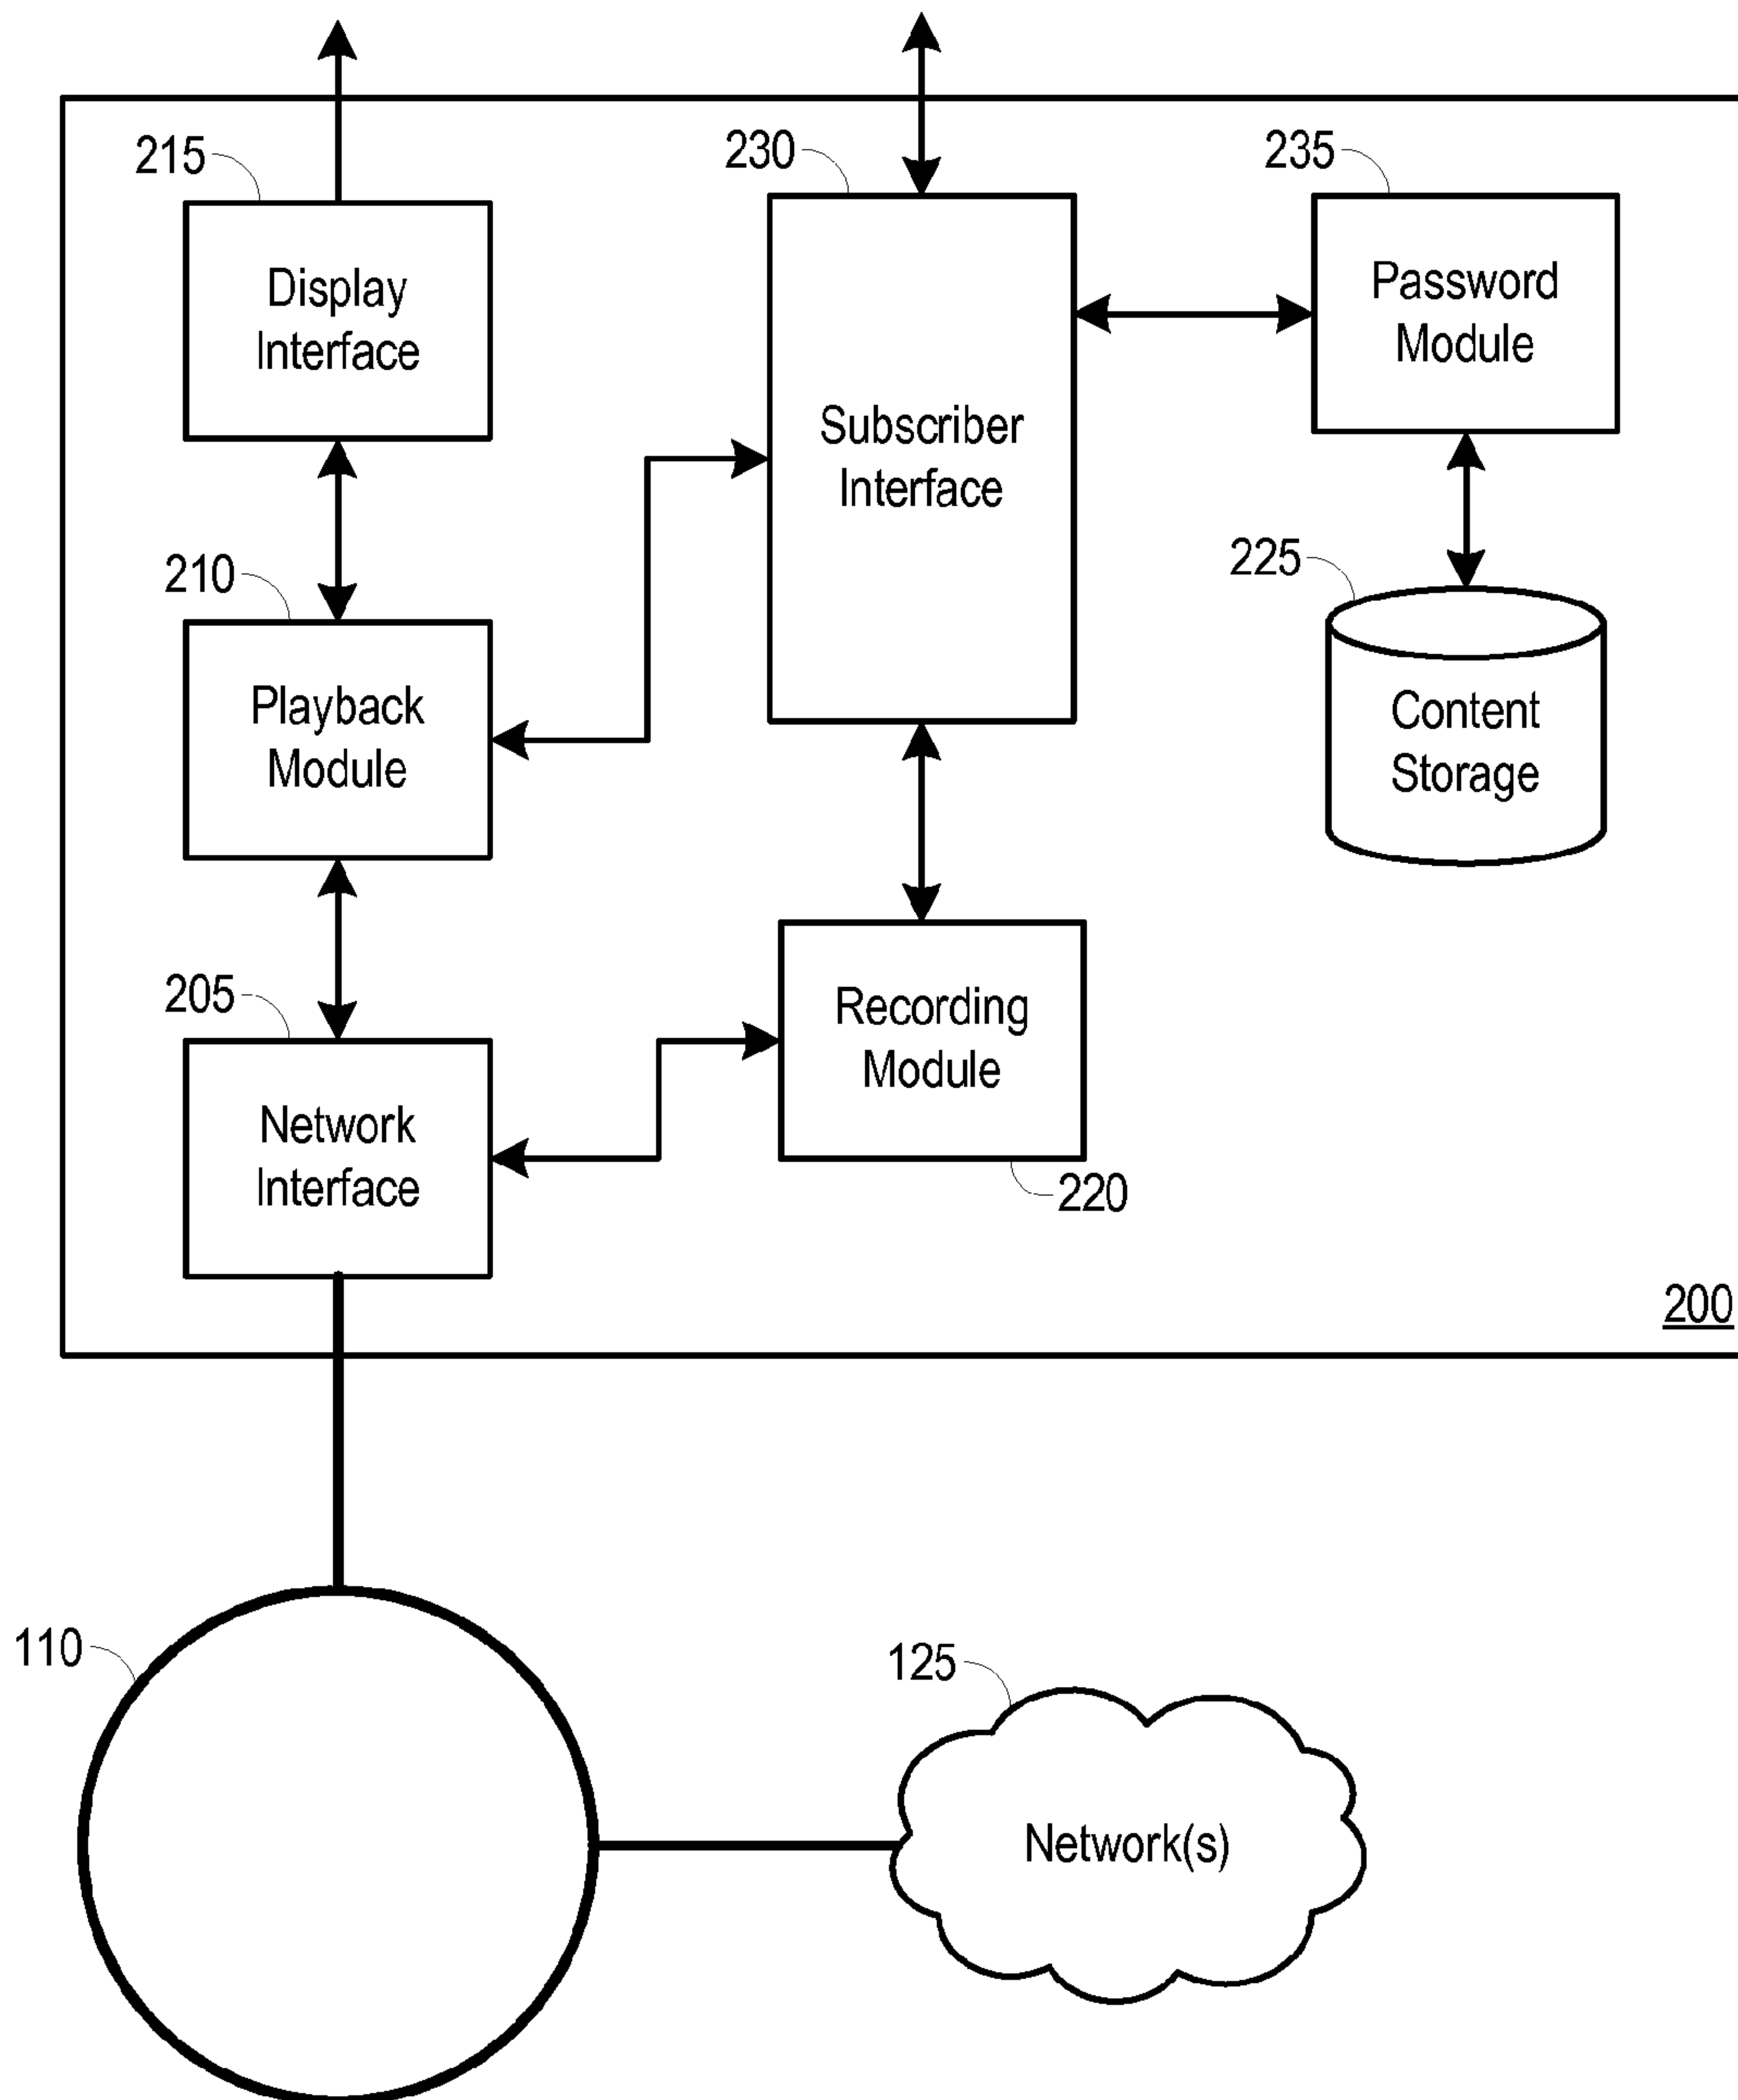 215
230
235
Display
Interface
Subscriber
Interface
Password
Module
210
225
Playback
Module
Content
Storage
205
Network
Interface
Recording
Module
220
200
110
125
Network(s)